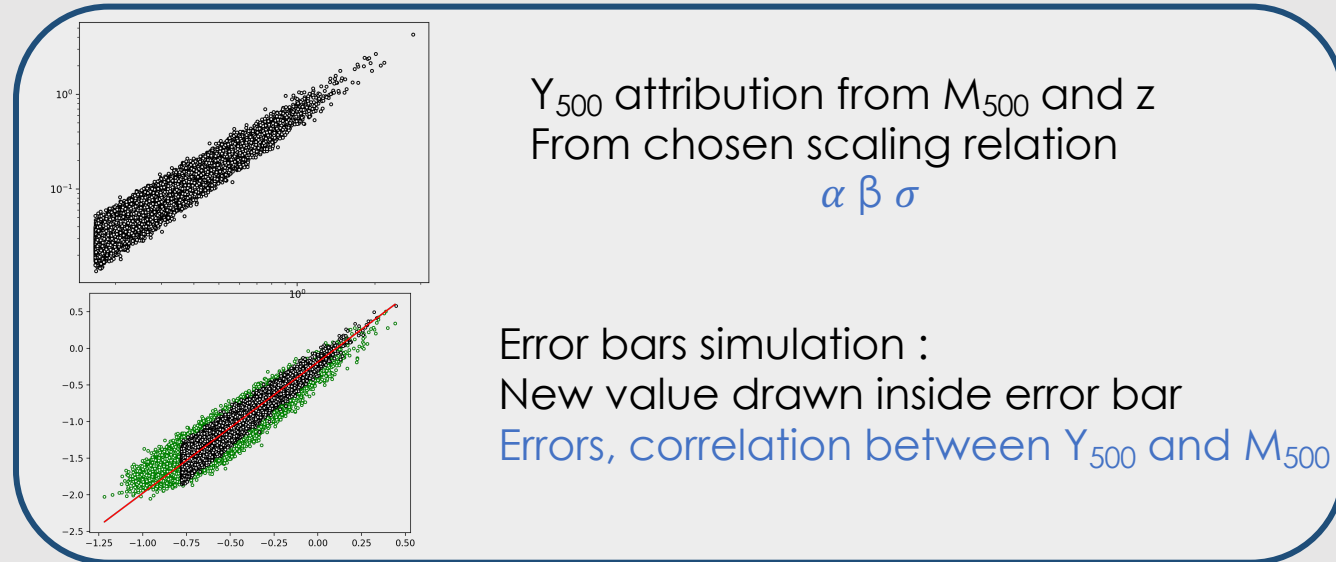 10⁰
10⁻¹
10⁰
Y₅₀₀ attribution from M₅₀₀ and z
From chosen scaling relation
α β σ
0.5
0.0
−0.5
−1.0
−1.5
−2.0
−2.5
−1.25 −1.00 −0.75 −0.50 −0.25 0.00 0.25 0.50
Error bars simulation :
New value drawn inside error bar
Errors, correlation between Y₅₀₀ and M₅₀₀